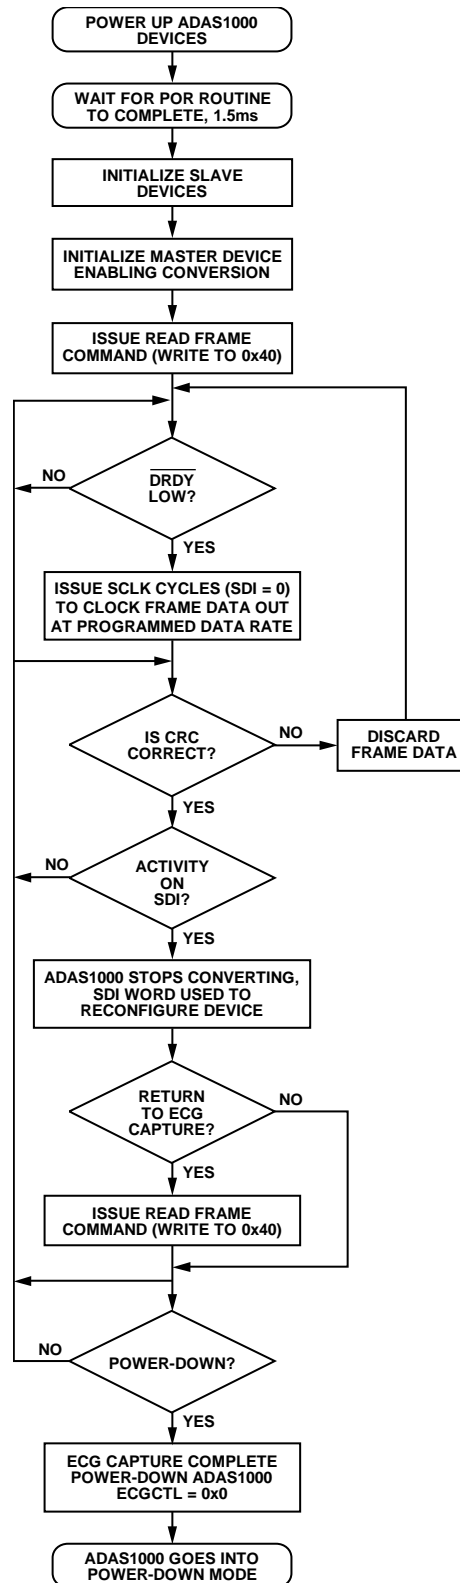 POWER UP ADAS1000
DEVICES
WAIT FOR POR ROUTINE
TO COMPLETE, 1.5ms
INITIALIZE SLAVE
DEVICES
INITIALIZE MASTER DEVICE
ENABLING CONVERSION
ISSUE READ FRAME
COMMAND (WRITE TO 0x40)
NO
DRDY
LOW?
YES
ISSUE SCLK CYCLES (SDI = 0)
TO CLOCK FRAME DATA OUT
AT PROGRAMMED DATA RATE
IS CRC
CORRECT?
NO
DISCARD
FRAME DATA
YES
NO
ACTIVITY
ON
SDI?
YES
ADAS1000 STOPS CONVERTING,
SDI WORD USED TO
RECONFIGURE DEVICE
RETURN
TO ECG
CAPTURE?
NO
YES
ISSUE READ FRAME
COMMAND (WRITE TO 0x40)
NO
POWER-DOWN?
YES
ECG CAPTURE COMPLETE
POWER-DOWN ADAS1000
ECGCTL = 0x0
ADAS1000 GOES INTO
POWER-DOWN MODE